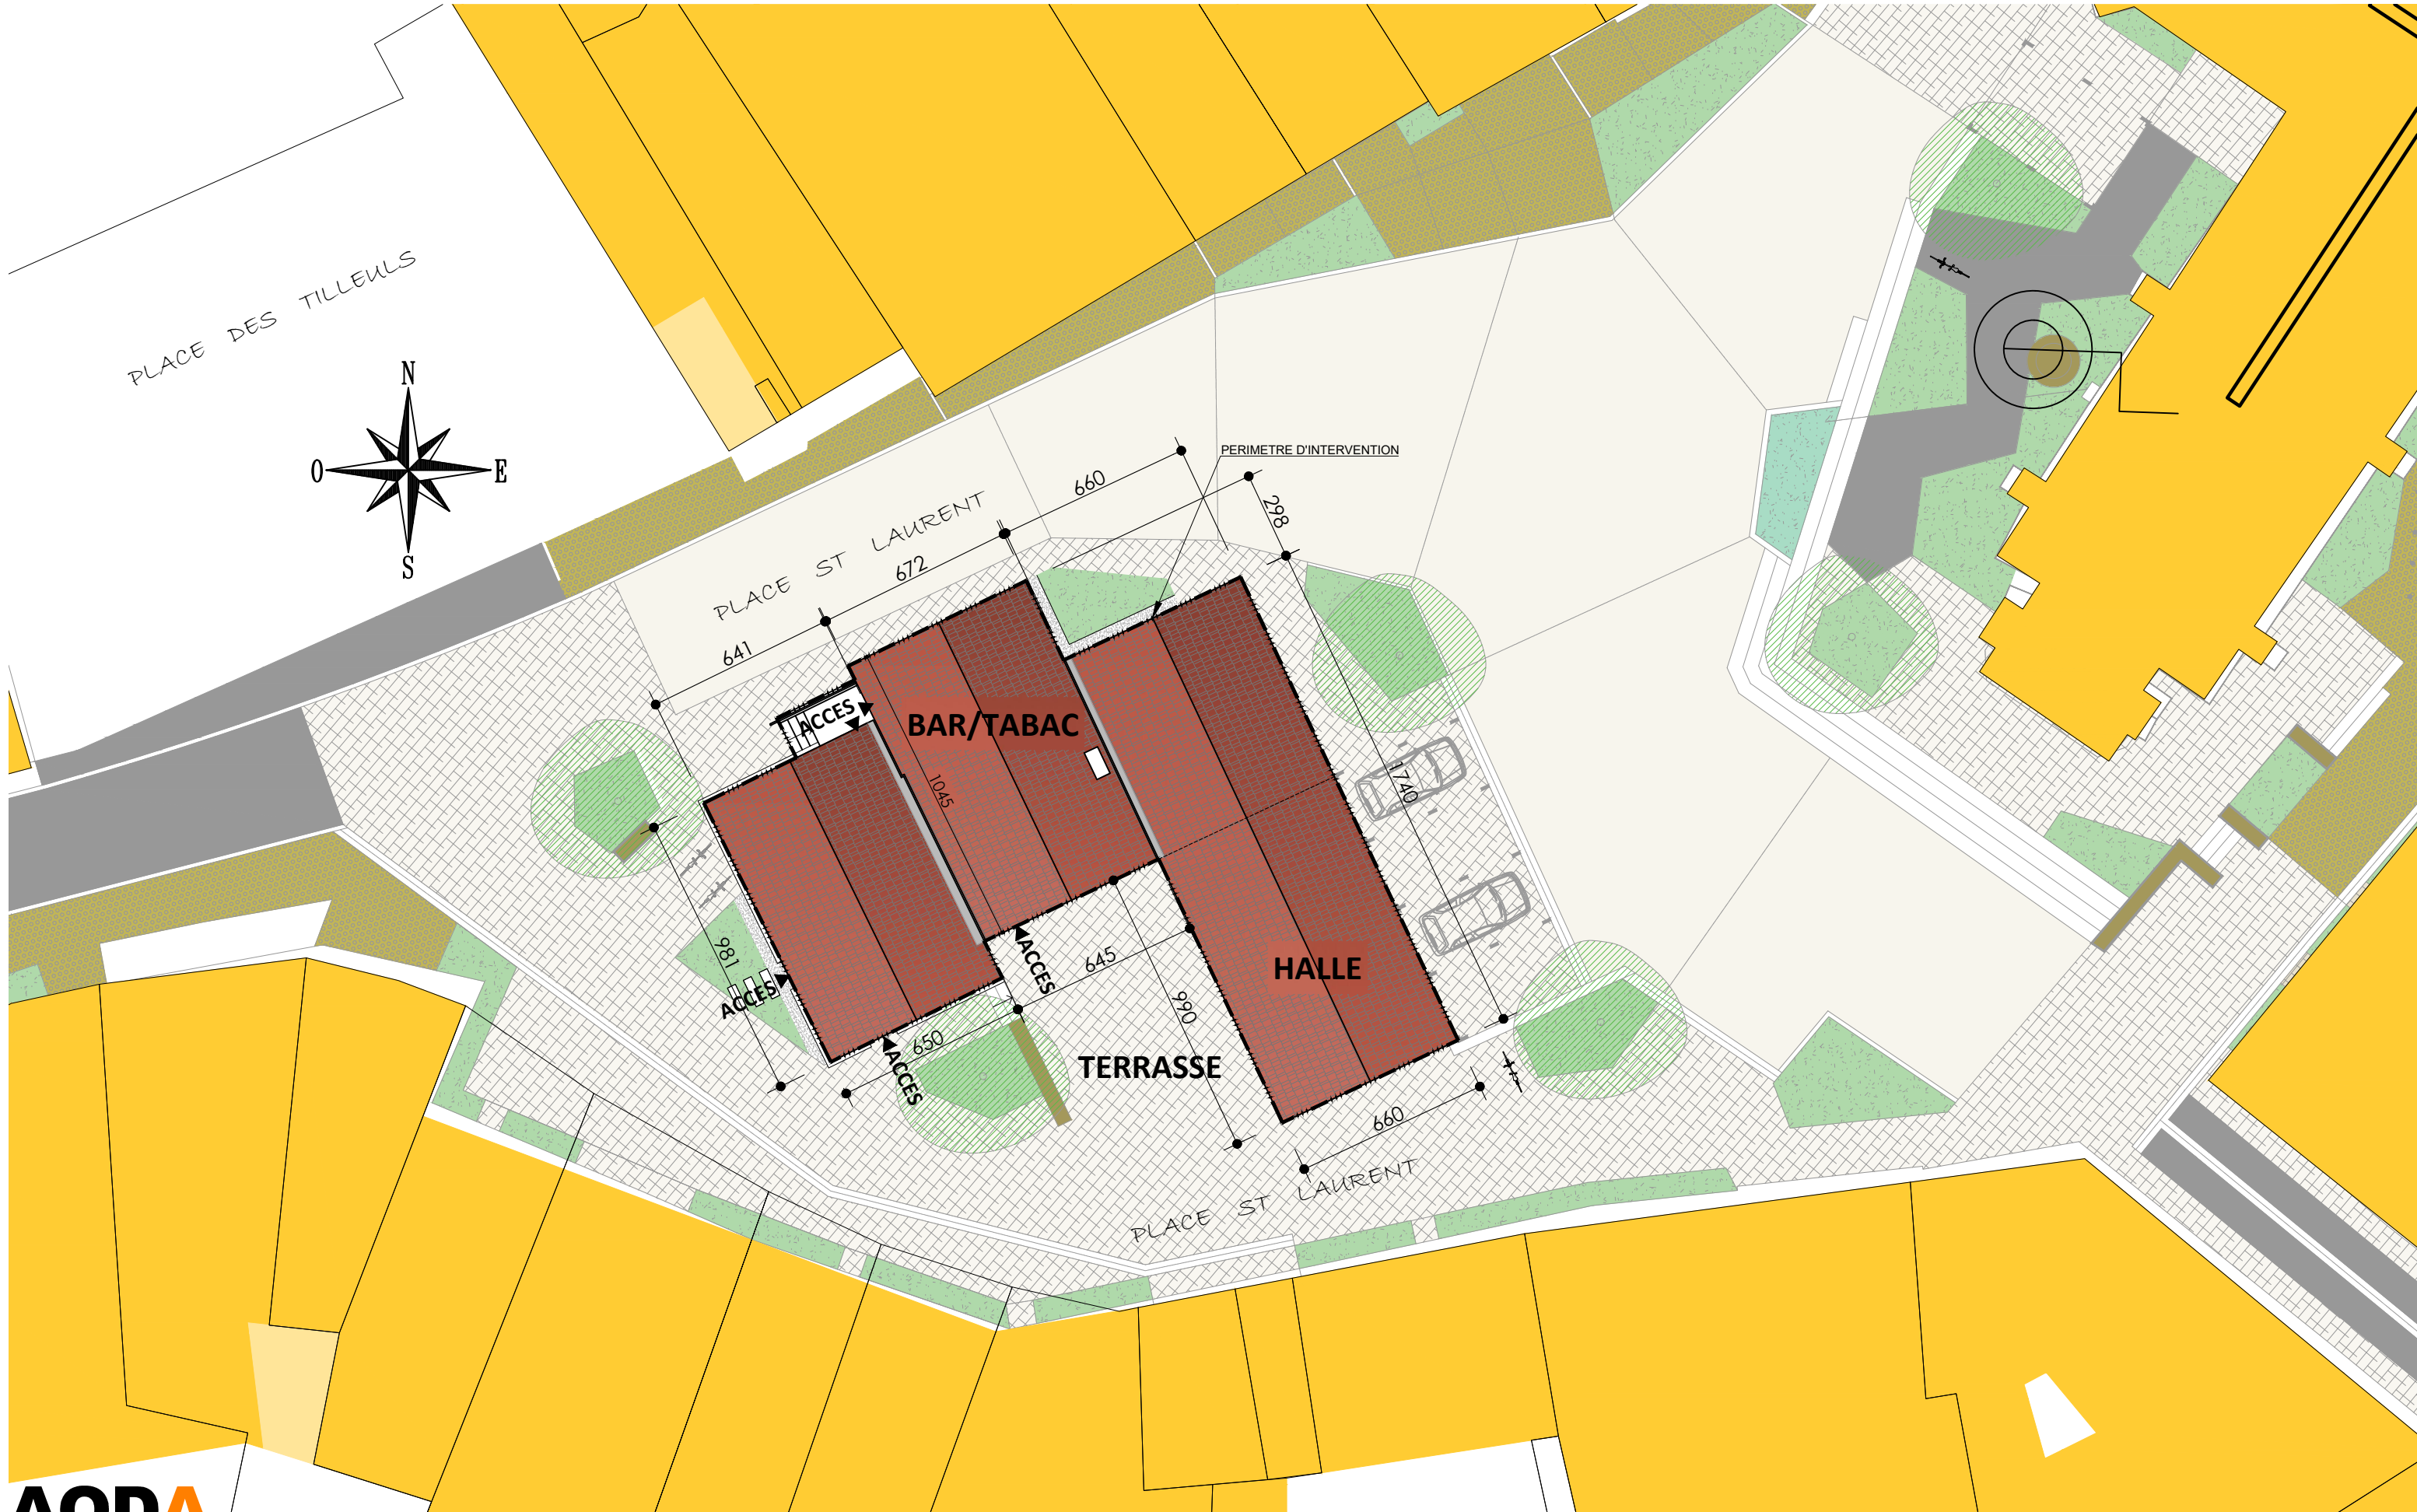 PLACE DES TILLEULS
N
O
E
S
PERIMETRE D'INTERVENTION
660
298
PLACE ST LAURENT
672
641
ACCES
BAR/TABAC
1045
1740
981
ACCES
ACCES
645
HALLE
990
650
ACCES
TERRASSE
660
PLACE ST LAURENT